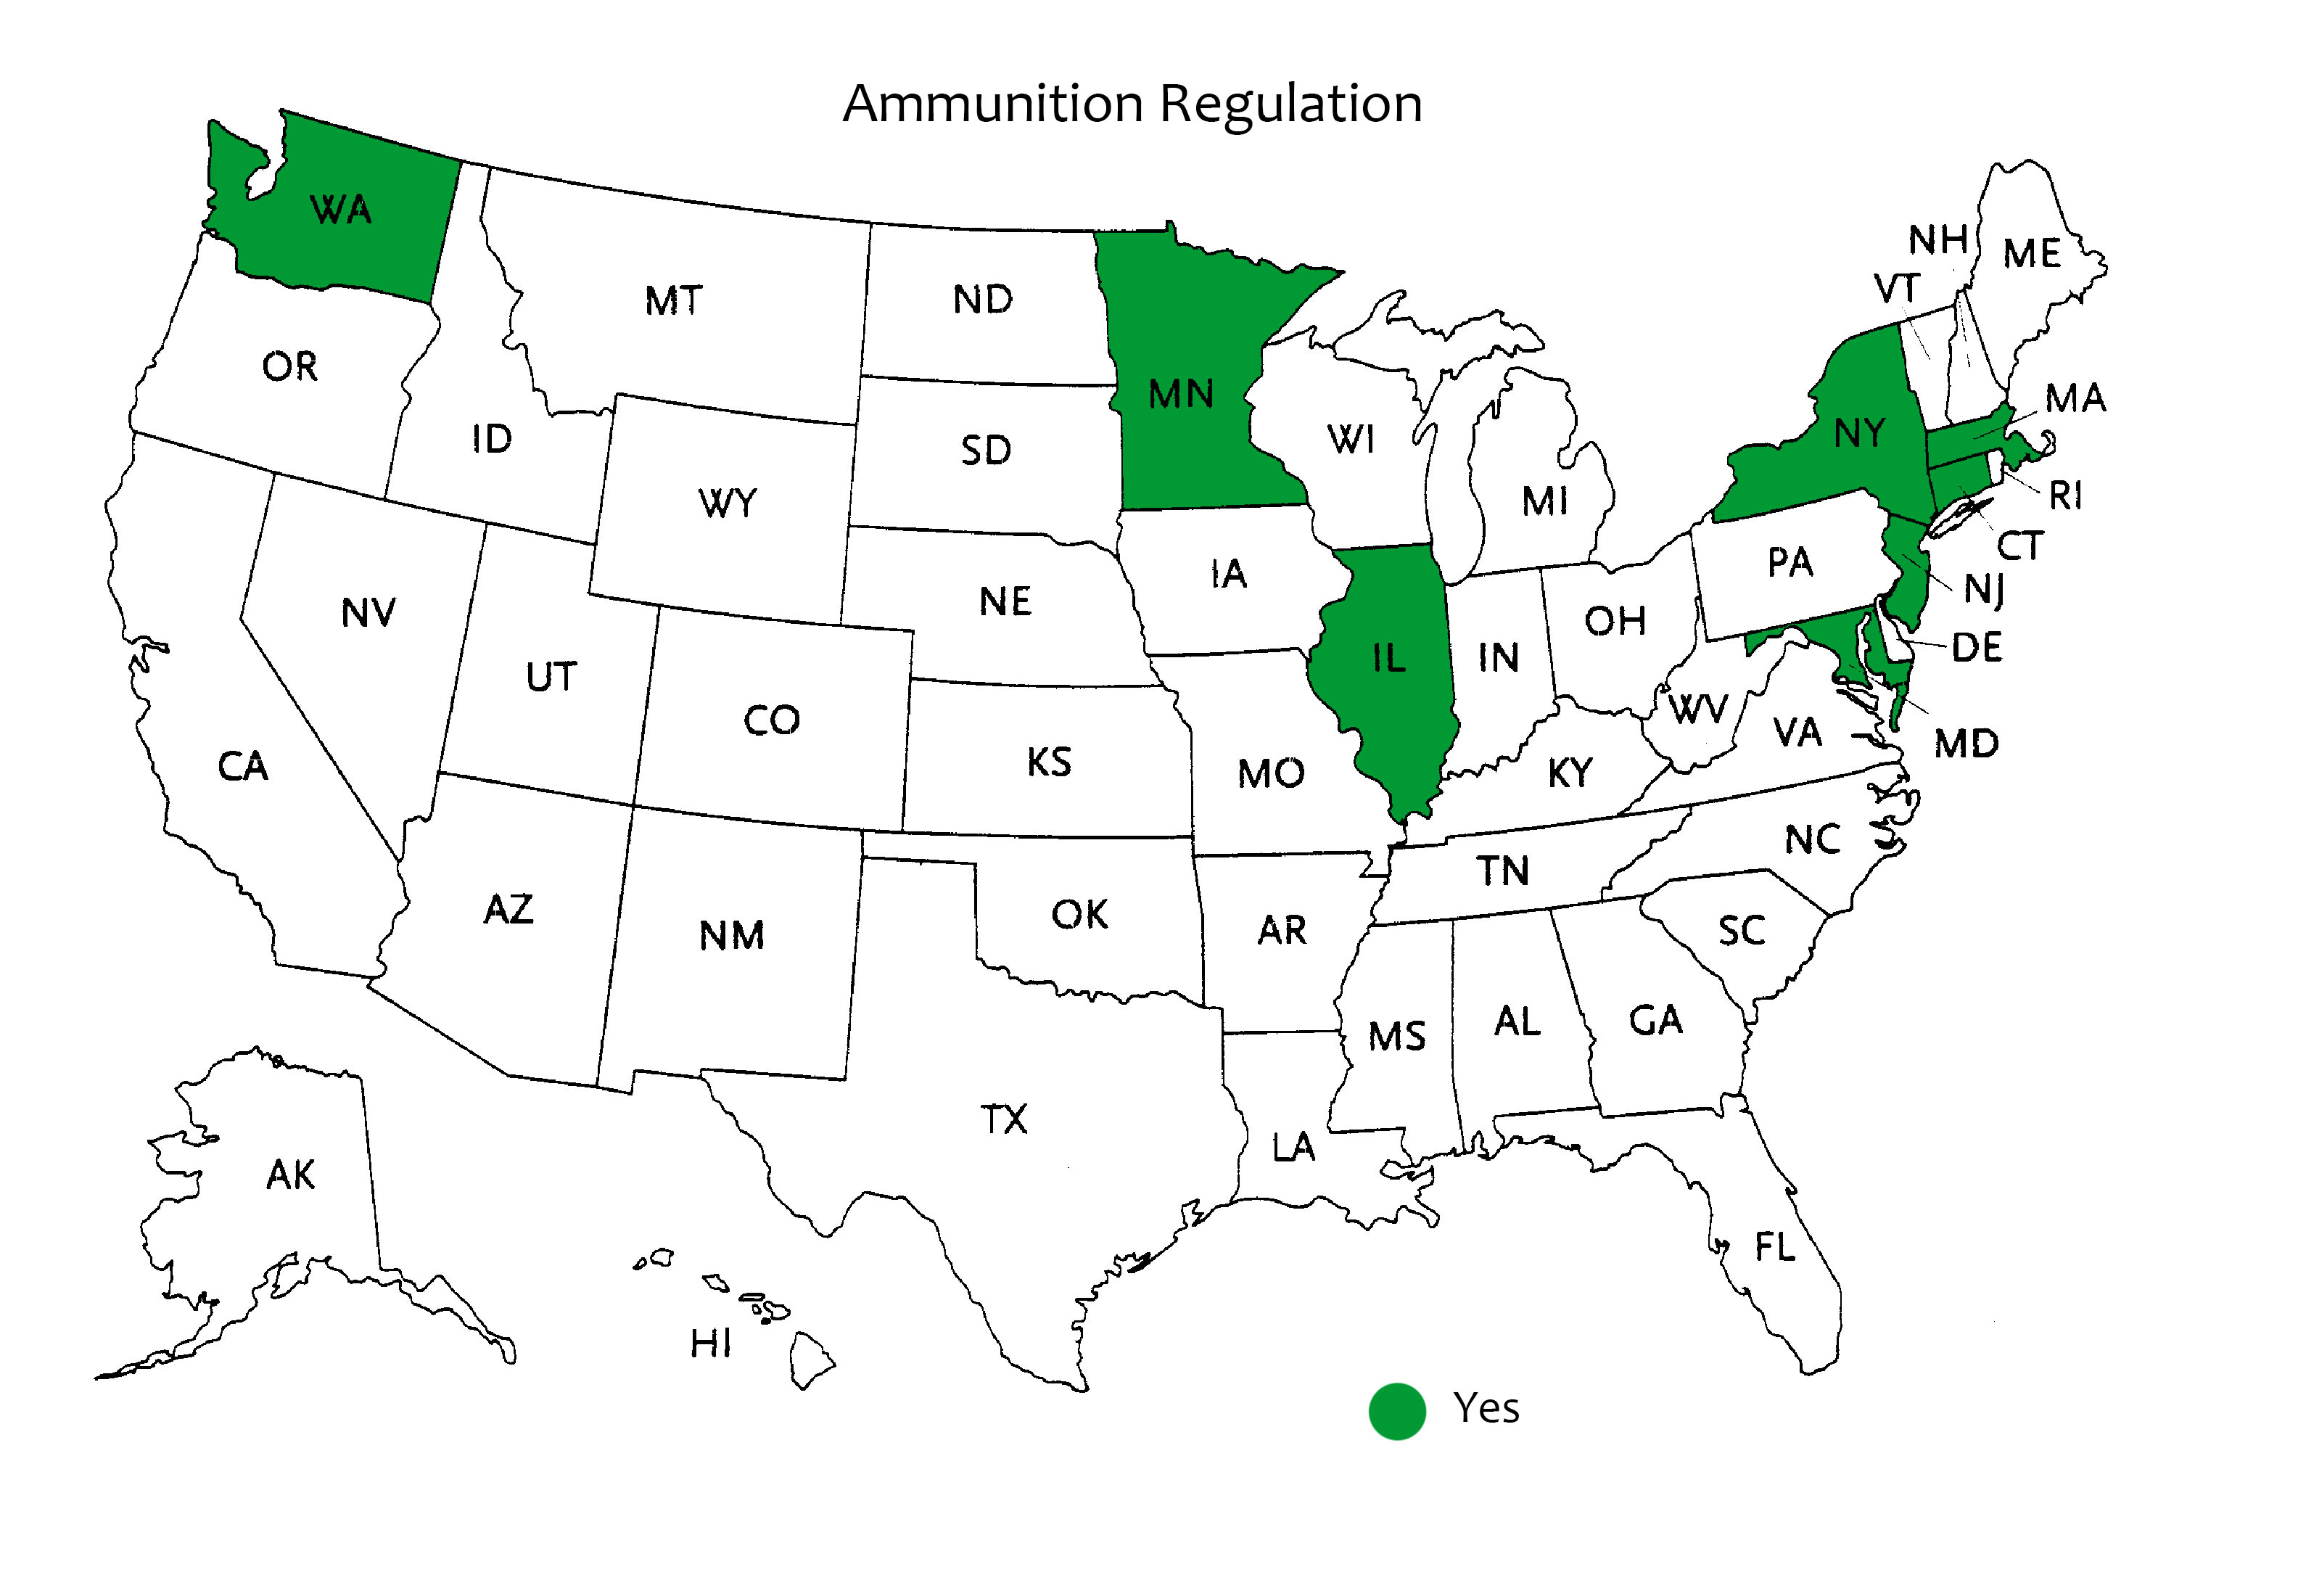 Ammunition Regulation
WA
NH
ME
VT
MT
ND
OR
MN
MA
NY
ID
SD
WI
RI
WY
MI
CT
PA
IA
NJ
NE
NV
OH
DE
IL
IN
UT
WV
CO
VA
MD
KS
CA
MO
KY
NC
TN
AZ
OK
AR
SC
NM
AL
GA
MS
TX
LA
AK
FL
HI
Yes